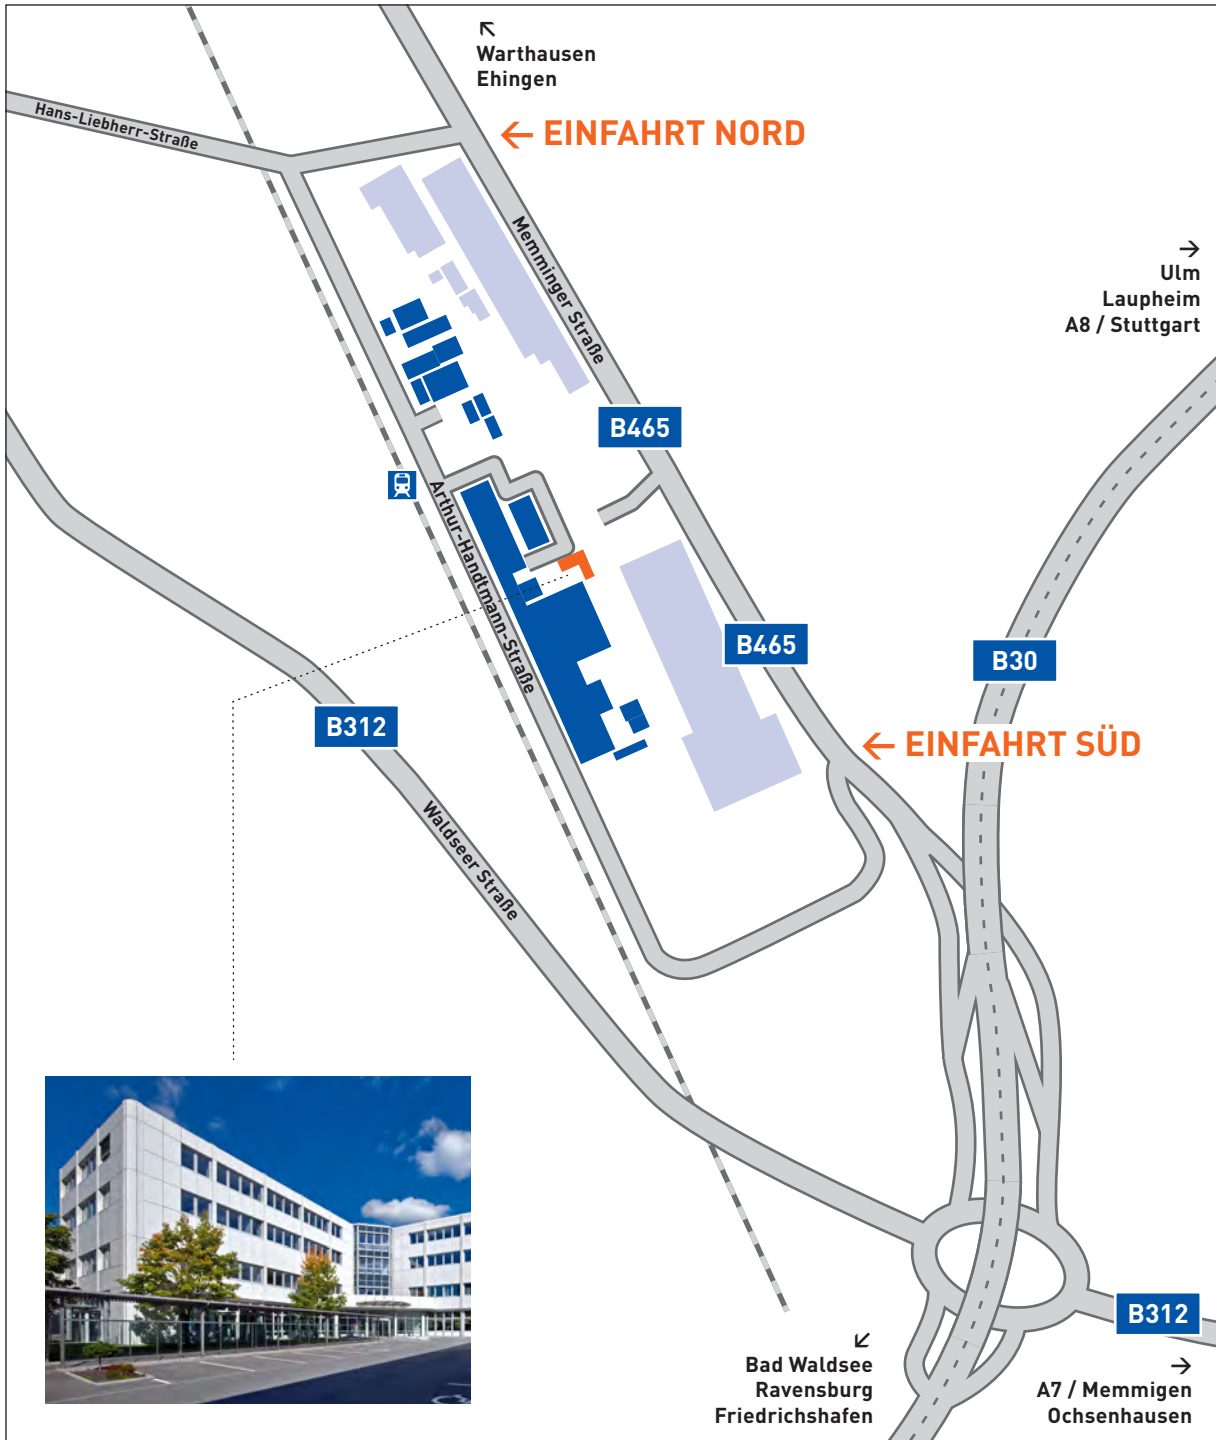 Warthausen
Ehingen
← EINFAHRT NORD
Hans-Liebherr-Straße
Memminger Straße
Ulm
Laupheim
A8 / Stuttgart
B465
Arthur-Handtmann-Straße
B465
B30
B312
← EINFAHRT SÜD
Waldseer Straße
B312
Bad Waldsee
Ravensburg
Friedrichshafen
A7 / Memmigen
Ochsenhausen